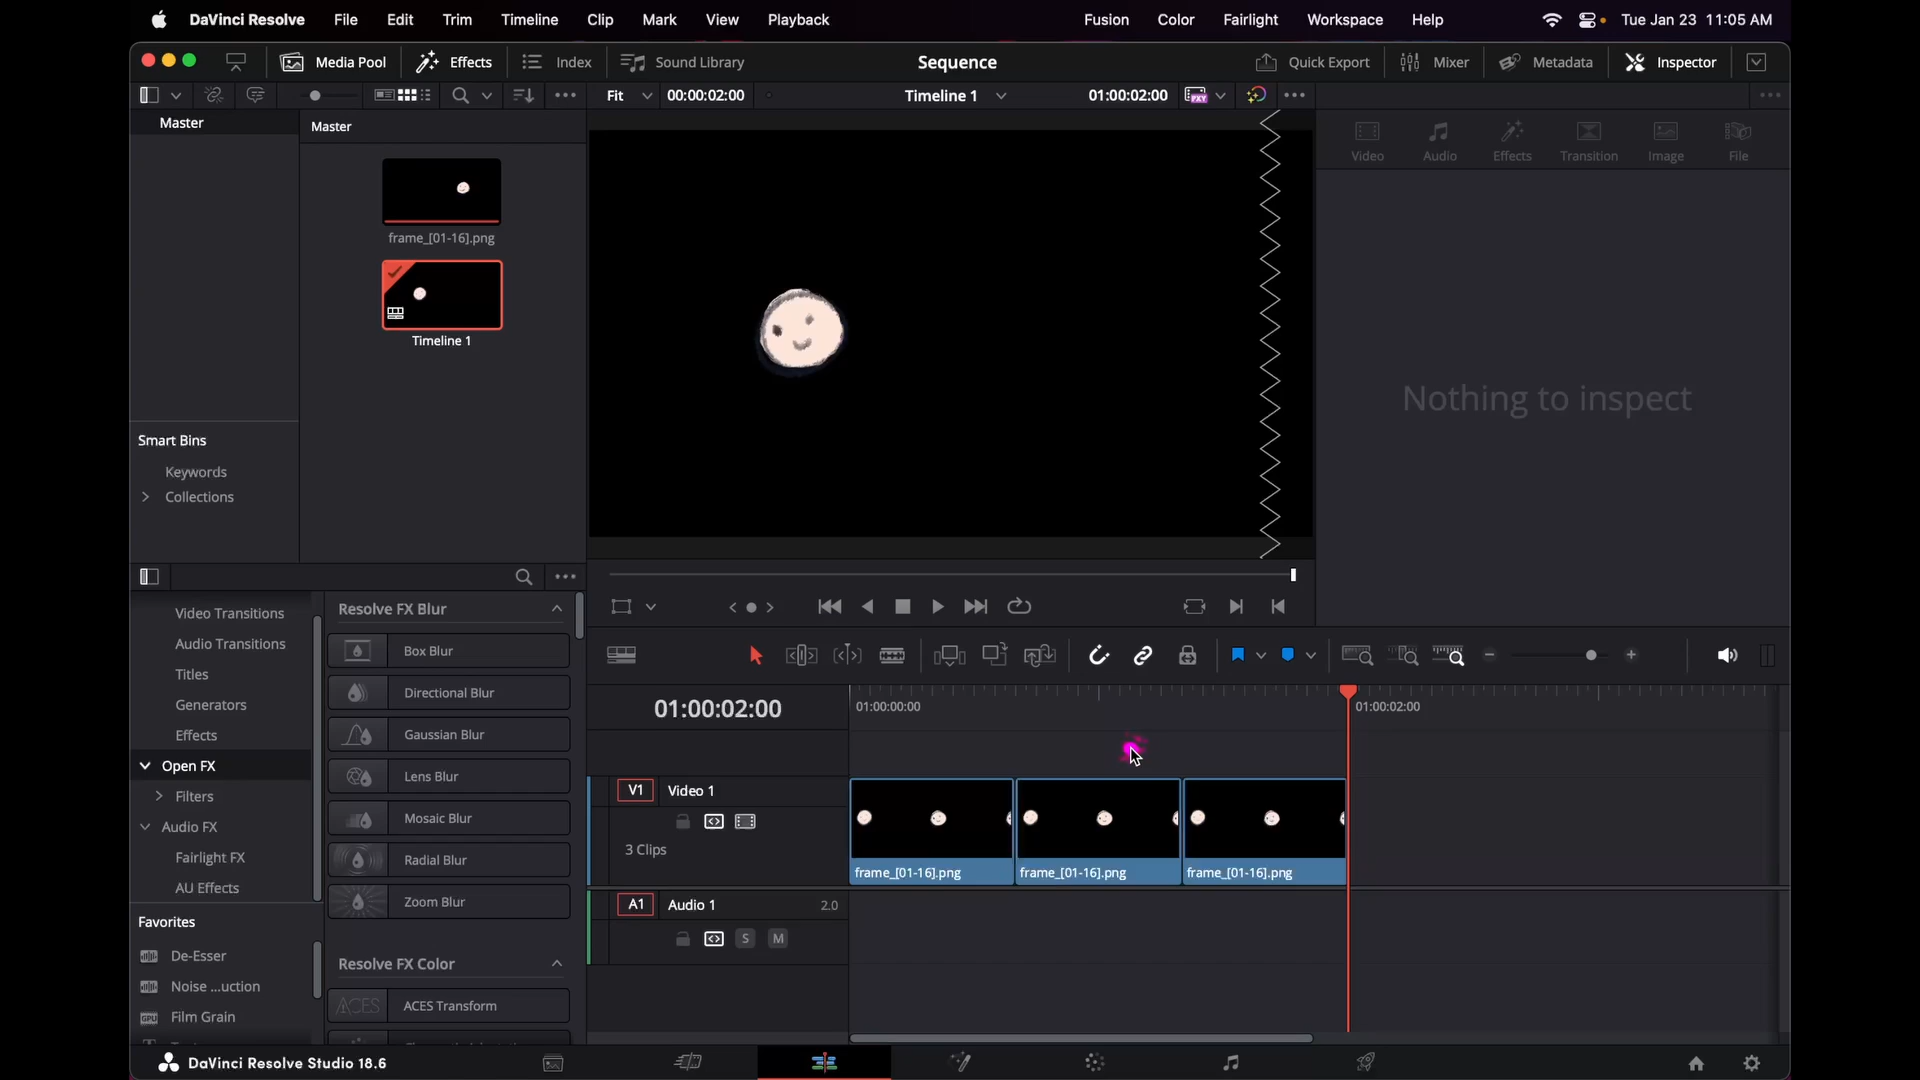 DaVinci Resolve File Edit Trim Timeline Clip Mark View Playback Fusion Color Fairlight Workspace Help Tue Jan 23 11:05 AM
Media Pool Effects Index Sound Library Sequence Quick Export Mixer Metadata Inspector
Fit 00:00:02:00 Timeline 1 01:00:02:00
Master
Master
frame_[01-16].png
Timeline 1
Video Audio Effects Transition Image File
Nothing to inspect
Smart Bins
Keywords
Collections
Video Transitions
Audio Transitions
Titles
Generators
Effects
Open FX
Filters
Audio FX
Fairlight FX
AU Effects
Favorites
De-Esser
Noise ...uction
Film Grain
Resolve FX Blur
Box Blur
Directional Blur
Gaussian Blur
Lens Blur
Mosaic Blur
Radial Blur
Zoom Blur
Resolve FX Color
ACES ACES Transform
01:00:02:00
01:00:00:00 01:00:02:00
V1 Video 1
3 Clips
frame_[01-16].png frame_[01-16].png frame_[01-16].png
A1 Audio 1 2.0
S M
DaVinci Resolve Studio 18.6